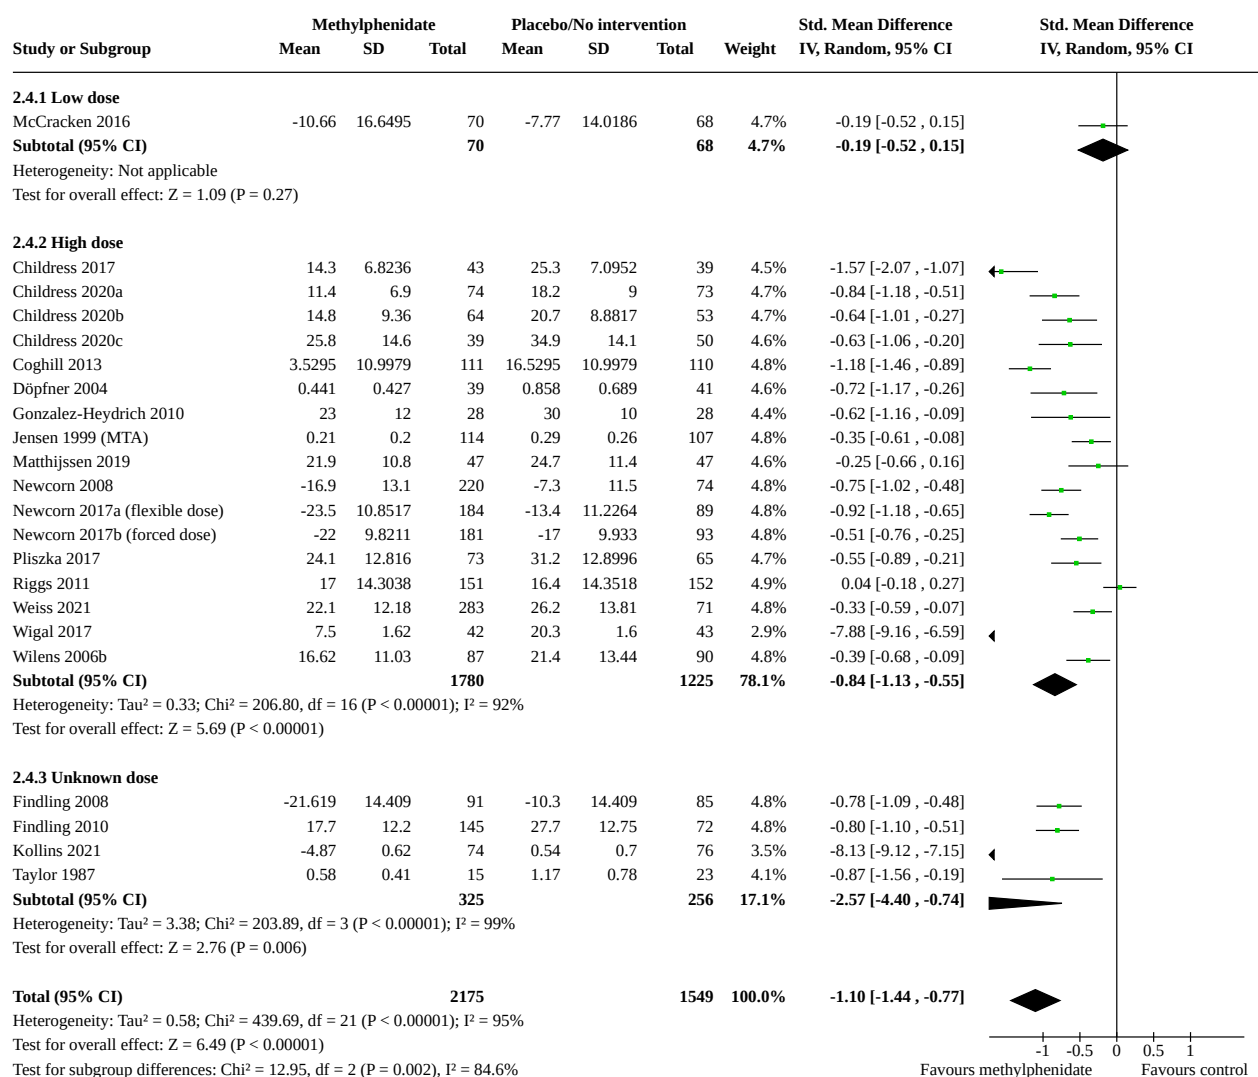 Methylphenidate Placebo/No intervention Std. Mean Difference Std. Mean Difference
Study or Subgroup Mean SD Total Mean SD Total Weight IV, Random, 95% CI IV, Random, 95% CI
2.4.1 Low dose
McCracken 2016 -10.66 16.6495 70 -7.77 14.0186 68 4.7% -0.19 [-0.52 , 0.15]
Subtotal (95% CI) 70 68 4.7% -0.19 [-0.52 , 0.15]
Heterogeneity: Not applicable
Test for overall effect: Z = 1.09 (P = 0.27)
2.4.2 High dose
Childress 2017 14.3 6.8236 43 25.3 7.0952 39 4.5% -1.57 [-2.07 , -1.07]
Childress 2020a 11.4 6.9 74 18.2 9 73 4.7% -0.84 [-1.18 , -0.51]
Childress 2020b 14.8 9.36 64 20.7 8.8817 53 4.7% -0.64 [-1.01 , -0.27]
Childress 2020c 25.8 14.6 39 34.9 14.1 50 4.6% -0.63 [-1.06 , -0.20]
Coghill 2013 3.5295 10.9979 111 16.5295 10.9979 110 4.8% -1.18 [-1.46 , -0.89]
Döpfner 2004 0.441 0.427 39 0.858 0.689 41 4.6% -0.72 [-1.17 , -0.26]
Gonzalez-Heydrich 2010 23 12 28 30 10 28 4.4% -0.62 [-1.16 , -0.09]
Jensen 1999 (MTA) 0.21 0.2 114 0.29 0.26 107 4.8% -0.35 [-0.61 , -0.08]
Matthijssen 2019 21.9 10.8 47 24.7 11.4 47 4.6% -0.25 [-0.66 , 0.16]
Newcorn 2008 -16.9 13.1 220 -7.3 11.5 74 4.8% -0.75 [-1.02 , -0.48]
Newcorn 2017a (flexible dose) -23.5 10.8517 184 -13.4 11.2264 89 4.8% -0.92 [-1.18 , -0.65]
Newcorn 2017b (forced dose) -22 9.8211 181 -17 9.933 93 4.8% -0.51 [-0.76 , -0.25]
Pliszka 2017 24.1 12.816 73 31.2 12.8996 65 4.7% -0.55 [-0.89 , -0.21]
Riggs 2011 17 14.3038 151 16.4 14.3518 152 4.9% 0.04 [-0.18 , 0.27]
Weiss 2021 22.1 12.18 283 26.2 13.81 71 4.8% -0.33 [-0.59 , -0.07]
Wigal 2017 7.5 1.62 42 20.3 1.6 43 2.9% -7.88 [-9.16 , -6.59]
Wilens 2006b 16.62 11.03 87 21.4 13.44 90 4.8% -0.39 [-0.68 , -0.09]
Subtotal (95% CI) 1780 1225 78.1% -0.84 [-1.13 , -0.55]
Heterogeneity: Tau² = 0.33; Chi² = 206.80, df = 16 (P < 0.00001); I² = 92%
Test for overall effect: Z = 5.69 (P < 0.00001)
2.4.3 Unknown dose
Findling 2008 -21.619 14.409 91 -10.3 14.409 85 4.8% -0.78 [-1.09 , -0.48]
Findling 2010 17.7 12.2 145 27.7 12.75 72 4.8% -0.80 [-1.10 , -0.51]
Kollins 2021 -4.87 0.62 74 0.54 0.7 76 3.5% -8.13 [-9.12 , -7.15]
Taylor 1987 0.58 0.41 15 1.17 0.78 23 4.1% -0.87 [-1.56 , -0.19]
Subtotal (95% CI) 325 256 17.1% -2.57 [-4.40 , -0.74]
Heterogeneity: Tau² = 3.38; Chi² = 203.89, df = 3 (P < 0.00001); I² = 99%
Test for overall effect: Z = 2.76 (P = 0.006)
Total (95% CI) 2175 1549 100.0% -1.10 [-1.44 , -0.77]
Heterogeneity: Tau² = 0.58; Chi² = 439.69, df = 21 (P < 0.00001); I² = 95%
Test for overall effect: Z = 6.49 (P < 0.00001)
-1 -0.5 0 0.5 1
Test for subgroup differences: Chi² = 12.95, df = 2 (P = 0.002), I² = 84.6% Favours methylphenidate Favours control